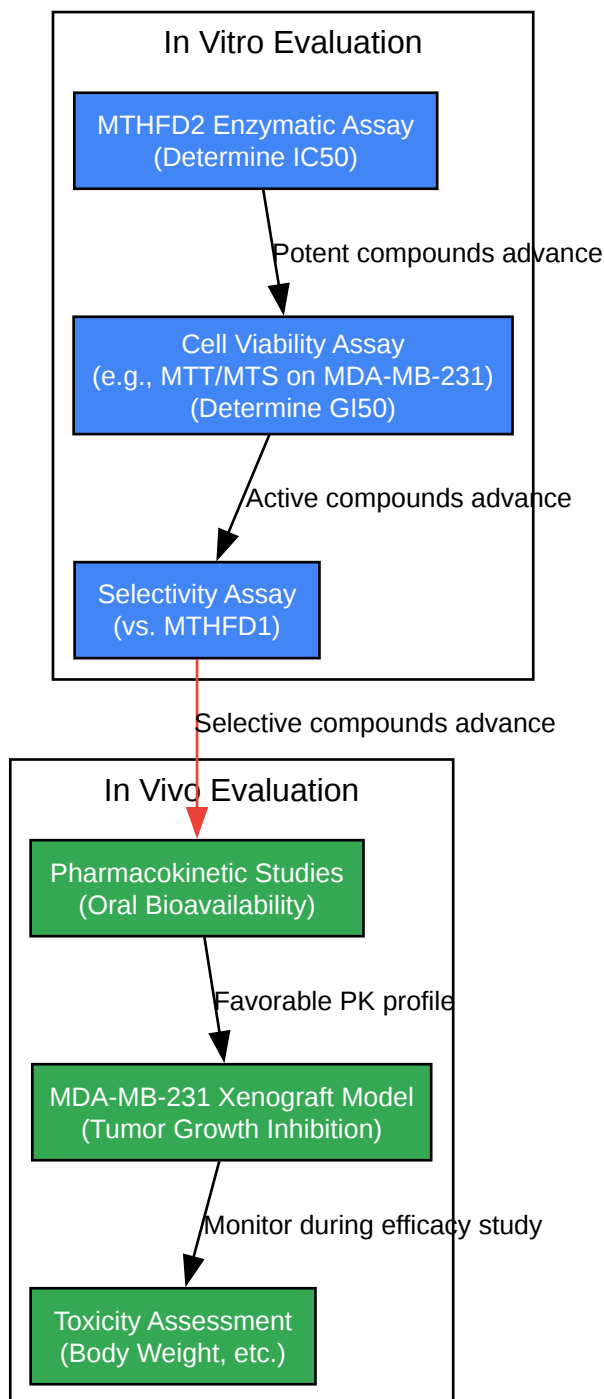 In Vitro Evaluation
MTHFD2 Enzymatic Assay
(Determine IC50)
Potent compounds advance
Cell Viability Assay
(e.g., MTT/MTS on MDA-MB-231)
(Determine GI50)
Active compounds advance
Selectivity Assay
(vs. MTHFD1)
Selective compounds advance
In Vivo Evaluation
Pharmacokinetic Studies
(Oral Bioavailability)
Favorable PK profile
MDA-MB-231 Xenograft Model
(Tumor Growth Inhibition)
Monitor during efficacy study
Toxicity Assessment
(Body Weight, etc.)